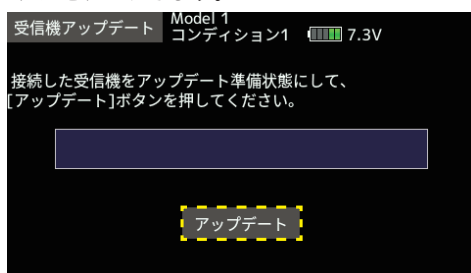 受信機アップデート
Model 1
コンディション1 7.3V
接続した受信機をアップデート準備状態にして、
[アップデート]ボタンを押してください。
アップデート